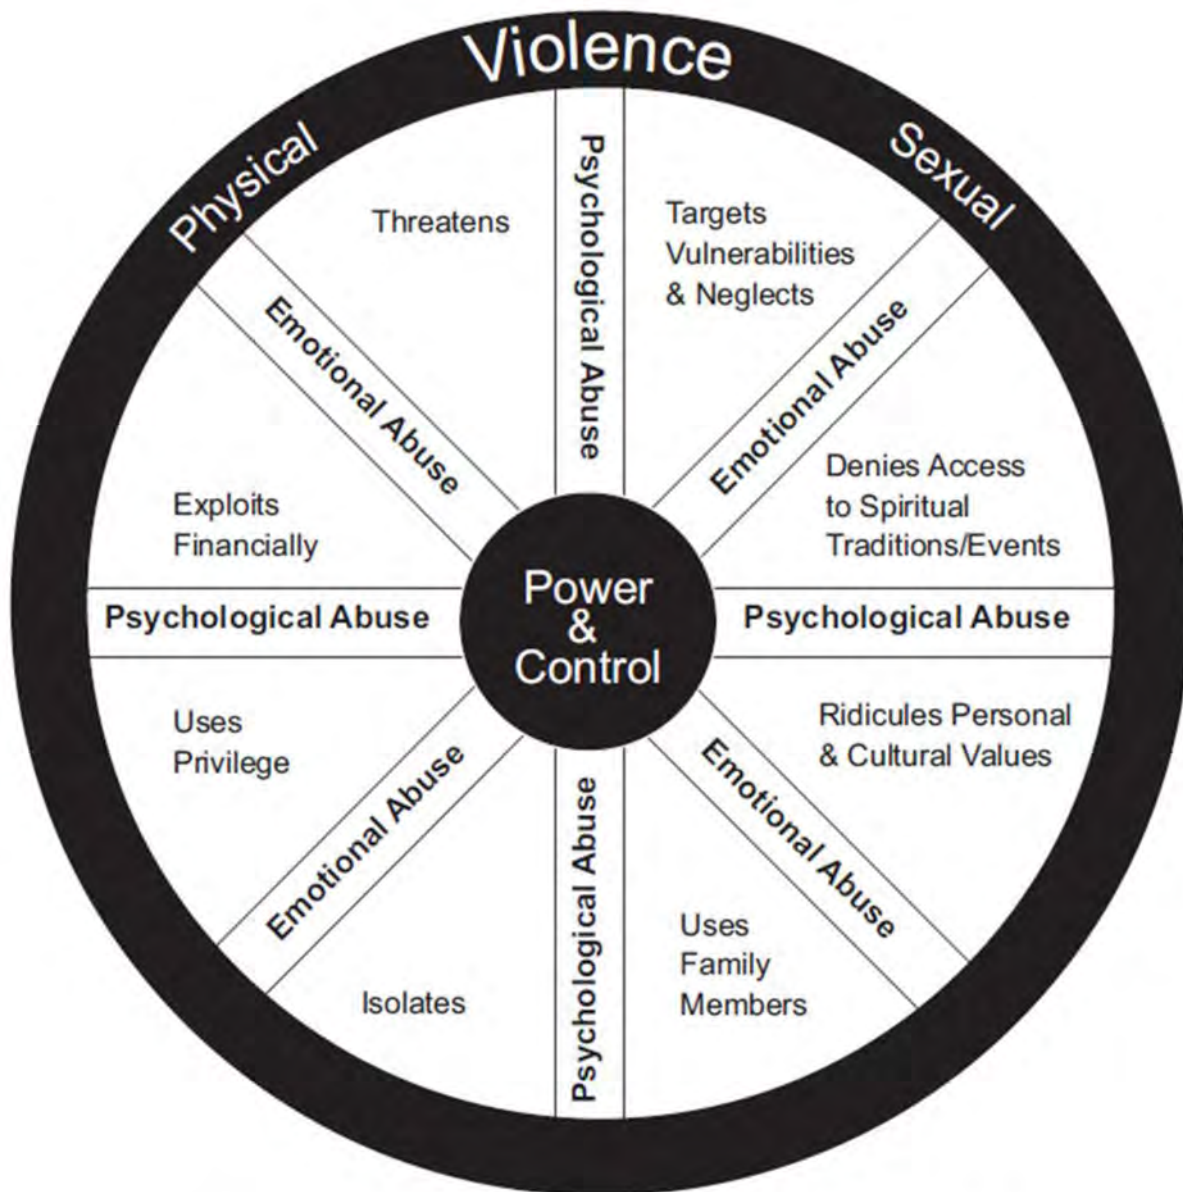 Violence
Physical
Sexual
Psychological Abuse
Threatens
Targets
Vulnerabilities
& Neglects
Emotional Abuse
Emotional Abuse
Exploits
Financially
Denies Access
to Spiritual
Traditions/Events
Psychological Abuse
Power
&
Control
Psychological Abuse
Uses
Privilege
Ridicules Personal
& Cultural Values
Emotional Abuse
Emotional Abuse
Psychological Abuse
Isolates
Uses
Family
Members